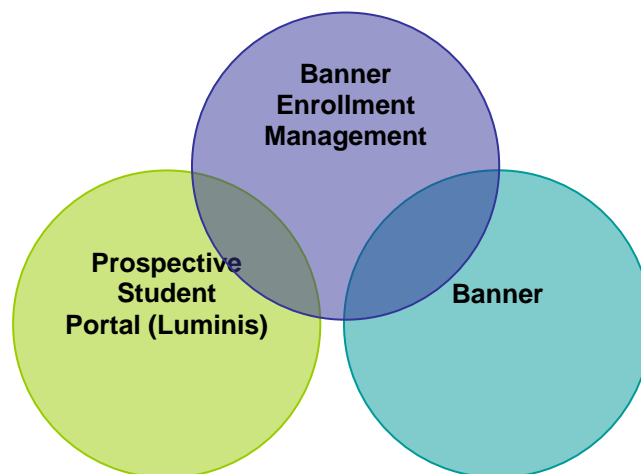 Banner
Enrollment
Management
Prospective
Student
Portal (Luminis)
Banner